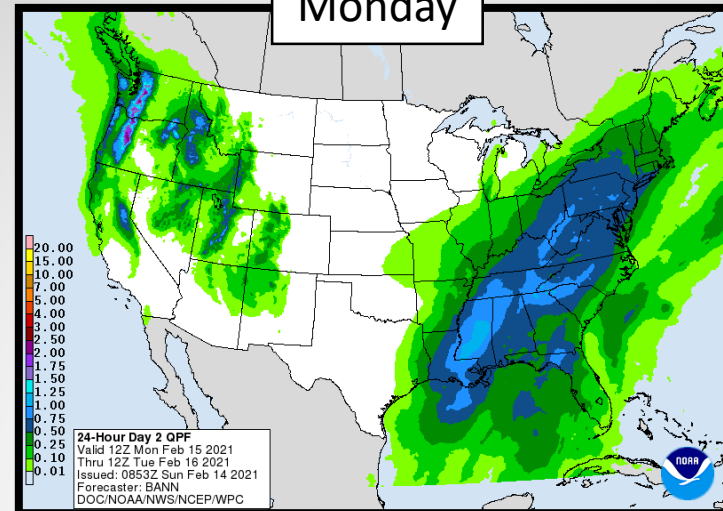 Monday
20.00
15.00
10.00
7.00
5.00
4.00
3.00
2.50
2.00
1.75
1.50
1.25
1.00
0.75
0.50
0.25
0.10
0.01
24-Hour Day 2 QPF
Valid 12Z Mon Feb 15 2021
Thru 12Z Tue Feb 16 2021
Issued: 0853Z Sun Feb 14 2021
Forecaster: BANN
DOC/NOAA/NWS/NCEP/WPC
NOAA